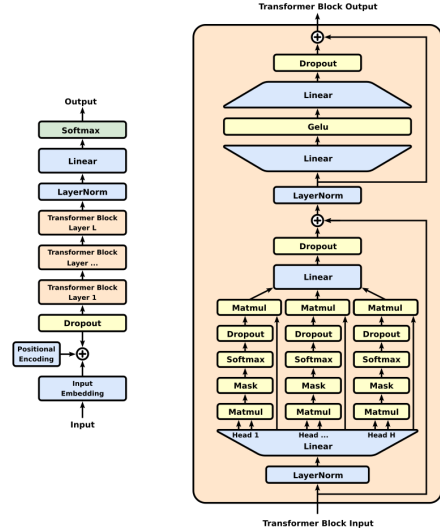 Output
Softmax
Linear
LayerNorm
Transformer Block
Layer L
Transformer Block
Layer ...
Transformer Block
Layer 1
Dropout
Positional
Encoding
Input
Embedding
Input
Transformer Block Output
Dropout
Linear
Gelu
Linear
LayerNorm
Dropout
Linear
Matmul Matmul Matmul
Dropout Dropout Dropout
Softmax Softmax Softmax
Mask Mask Mask
Matmul Matmul Matmul
Head 1 Head ... Head H
Linear
LayerNorm
Transformer Block Input